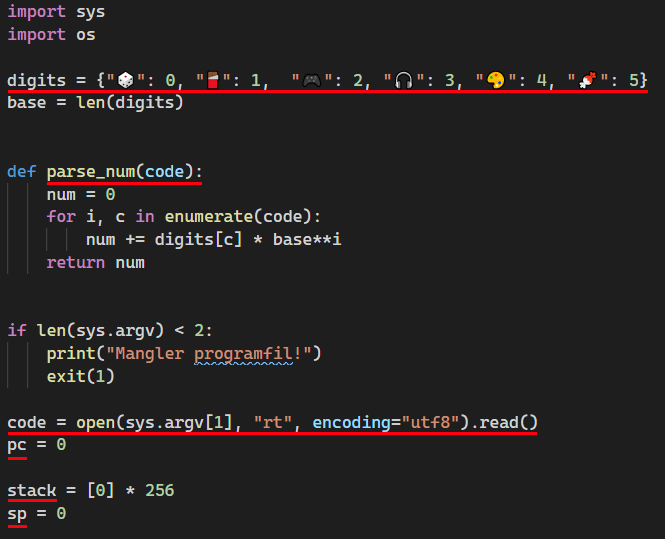 import sys
import os
digits = {"🎲": 0, "🍫": 1,  "🎮": 2, "🎧": 3, "🎨": 4, "🍬": 5}
base = len(digits)
def parse_num(code):
    num = 0
    for i, c in enumerate(code):
        num += digits[c] * base**i
    return num
if len(sys.argv) < 2:
    print("Mangler programfil!")
    exit(1)
code = open(sys.argv[1], "rt", encoding="utf8").read()
pc = 0
stack = [0] * 256
sp = 0